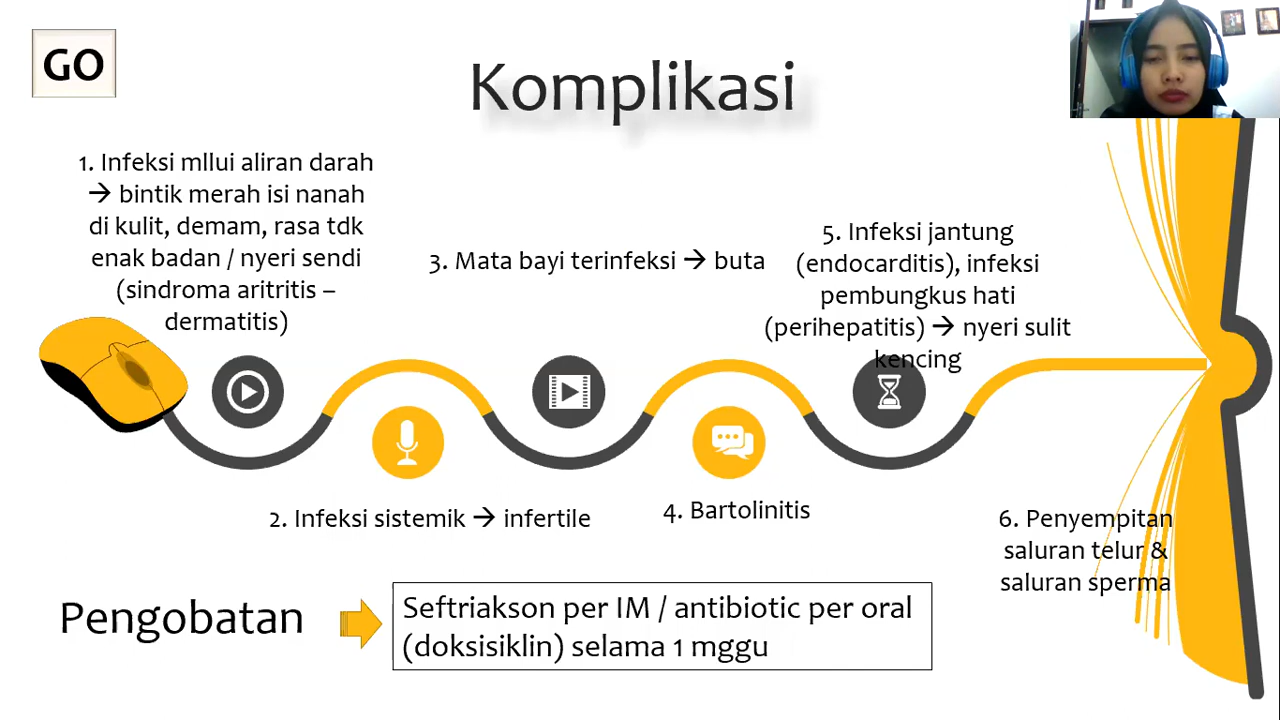 GO
Komplikasi
1. Infeksi mllui aliran darah
→ bintik merah isi nanah
di kulit, demam, rasa tdk
enak badan / nyeri sendi
(sindroma aritritis –
dermatitis)
2. Infeksi sistemik → infertile
3. Mata bayi terinfeksi → buta
4. Bartolinitis
5. Infeksi jantung
(endocarditis), infeksi
pembungkus hati
(perihepatitis) → nyeri sulit
kencing
6. Penyempitan
saluran telur &
saluran sperma
Pengobatan
Seftriakson per IM / antibiotic per oral
(doksisiklin) selama 1 mggu